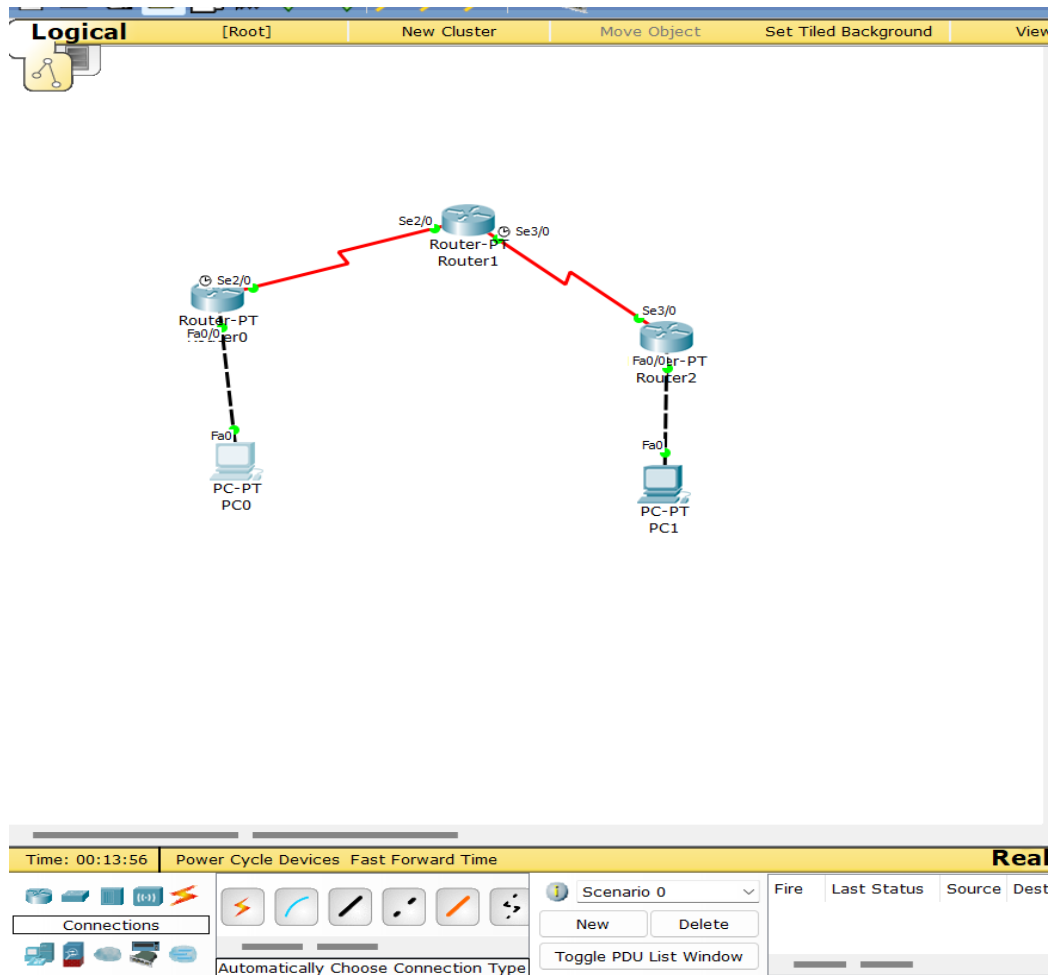 Logical [Root] New Cluster Move Object Set Tiled Background View
Se2/0
Se3/0
Router-PT
Router1
Se2/0
Router-PT
Fa0/0
Se3/0
Fa0/0 er-PT
Router2
Fa0
PC-PT
PC0
Fa0
PC-PT
PC1
Time: 00:13:56 Power Cycle Devices Fast Forward Time Real
Scenario 0 Fire Last Status Source Dest
Connections New Delete
Toggle PDU List Window
Automatically Choose Connection Type